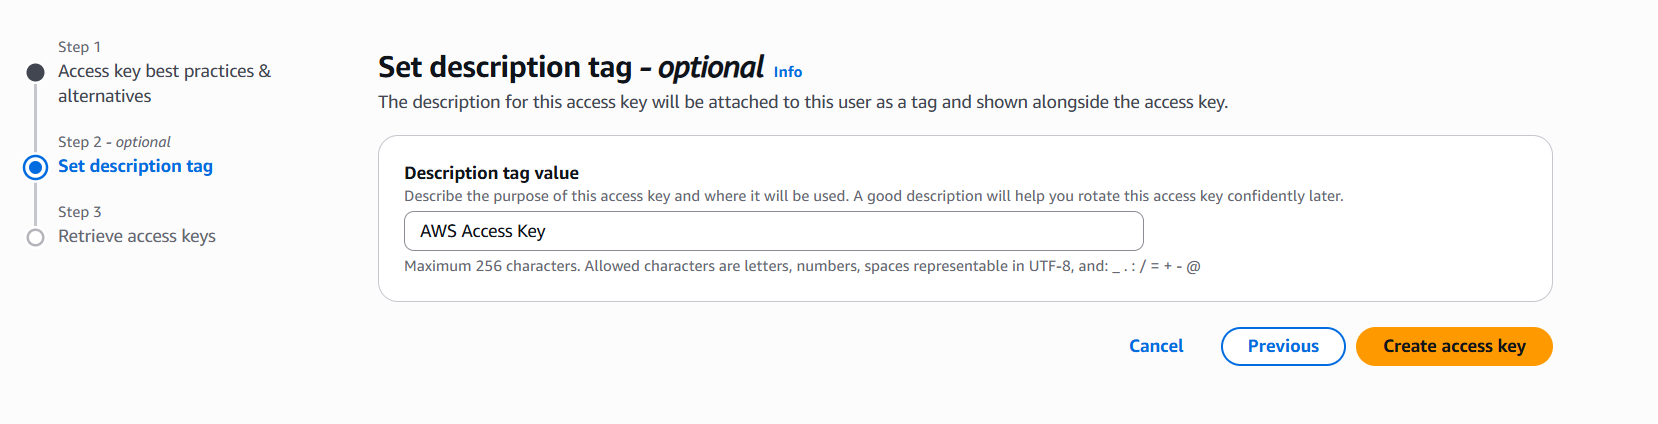 Step 1
Access key best practices &
alternatives
Step 2 - optional
Set description tag
Step 3
Retrieve access keys
Set description tag - optional Info
The description for this access key will be attached to this user as a tag and shown alongside the access key.
Description tag value
Describe the purpose of this access key and where it will be used. A good description will help you rotate this access key confidently later.
AWS Access Key
Maximum 256 characters. Allowed characters are letters, numbers, spaces representable in UTF-8, and: _ . : / = + - @
Cancel
Previous
Create access key